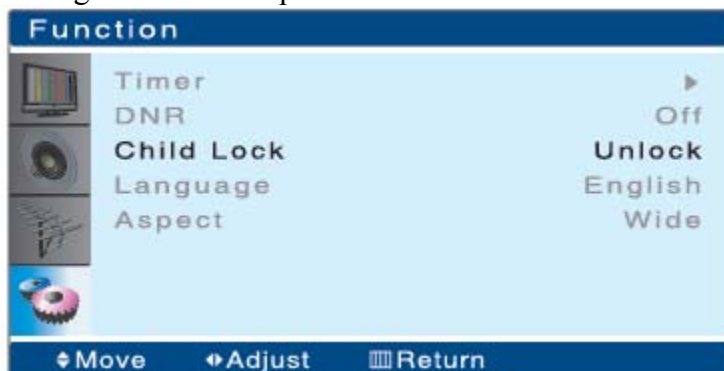 Function
Timer
DNR Off
Child Lock Unlock
Language English
Aspect Wide
Move Adjust Return